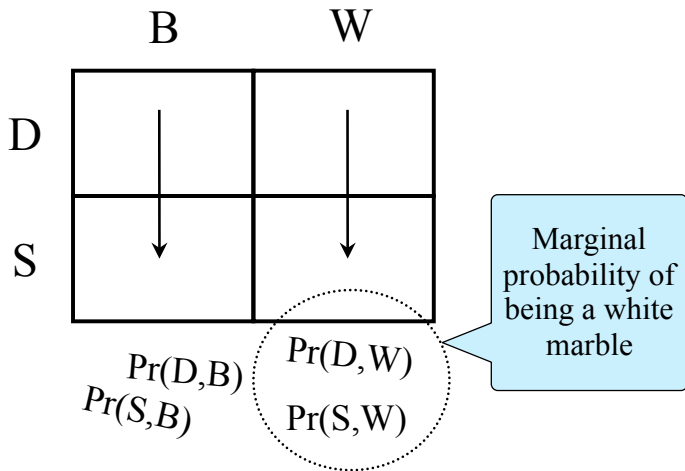 B W
D
S
Marginal
probability of
being a white
marble
Pr(D,B)
Pr(S,B)
Pr(D,W)
Pr(S,W)